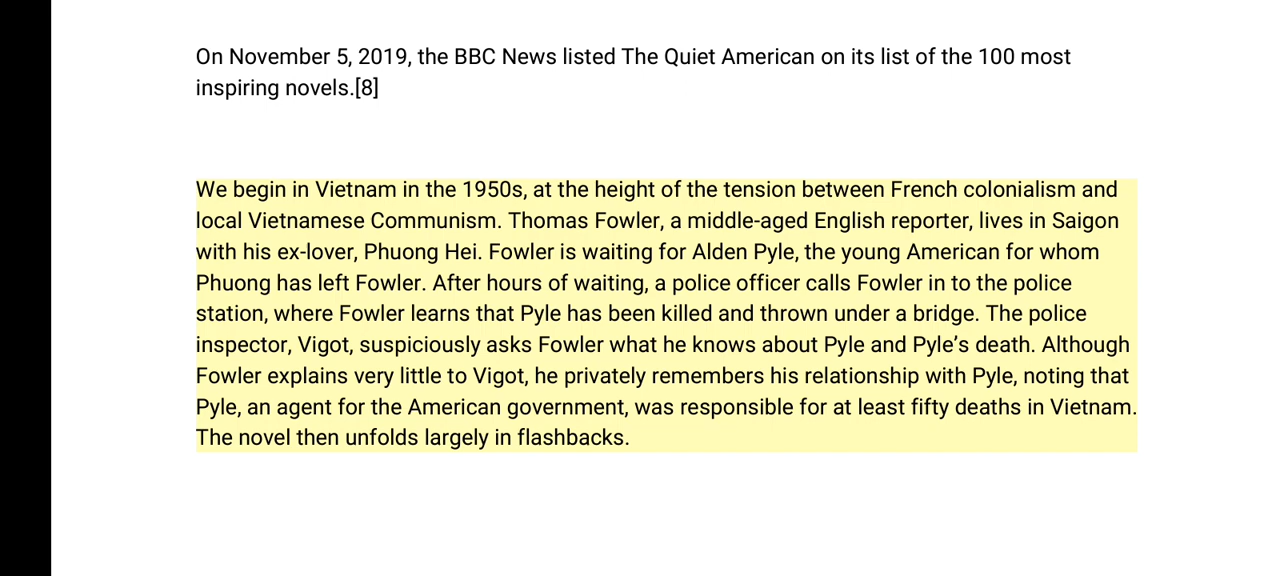 On November 5, 2019, the BBC News listed The Quiet American on its list of the 100 most
inspiring novels.[8]
We begin in Vietnam in the 1950s, at the height of the tension between French colonialism and
local Vietnamese Communism. Thomas Fowler, a middle-aged English reporter, lives in Saigon
with his ex-lover, Phuong Hei. Fowler is waiting for Alden Pyle, the young American for whom
Phuong has left Fowler. After hours of waiting, a police officer calls Fowler in to the police
station, where Fowler learns that Pyle has been killed and thrown under a bridge. The police
inspector, Vigot, suspiciously asks Fowler what he knows about Pyle and Pyle’s death. Although
Fowler explains very little to Vigot, he privately remembers his relationship with Pyle, noting that
Pyle, an agent for the American government, was responsible for at least fifty deaths in Vietnam.
The novel then unfolds largely in flashbacks.